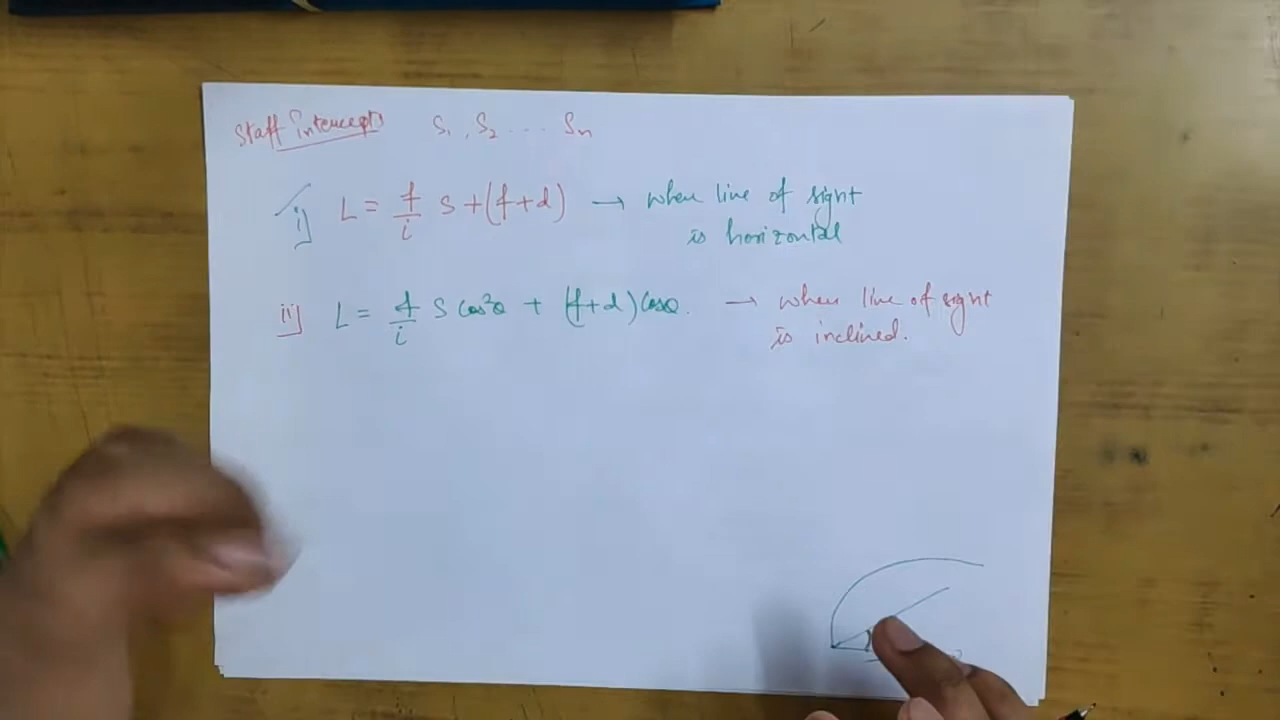 Staff Intercepts S₁, S₂ ... Sn
i] L = f/i S + (f+d) → when line of sight
is horizontal
ii] L = f/i S cos²θ + (f+d) cosθ. → when line of sight
is inclined.